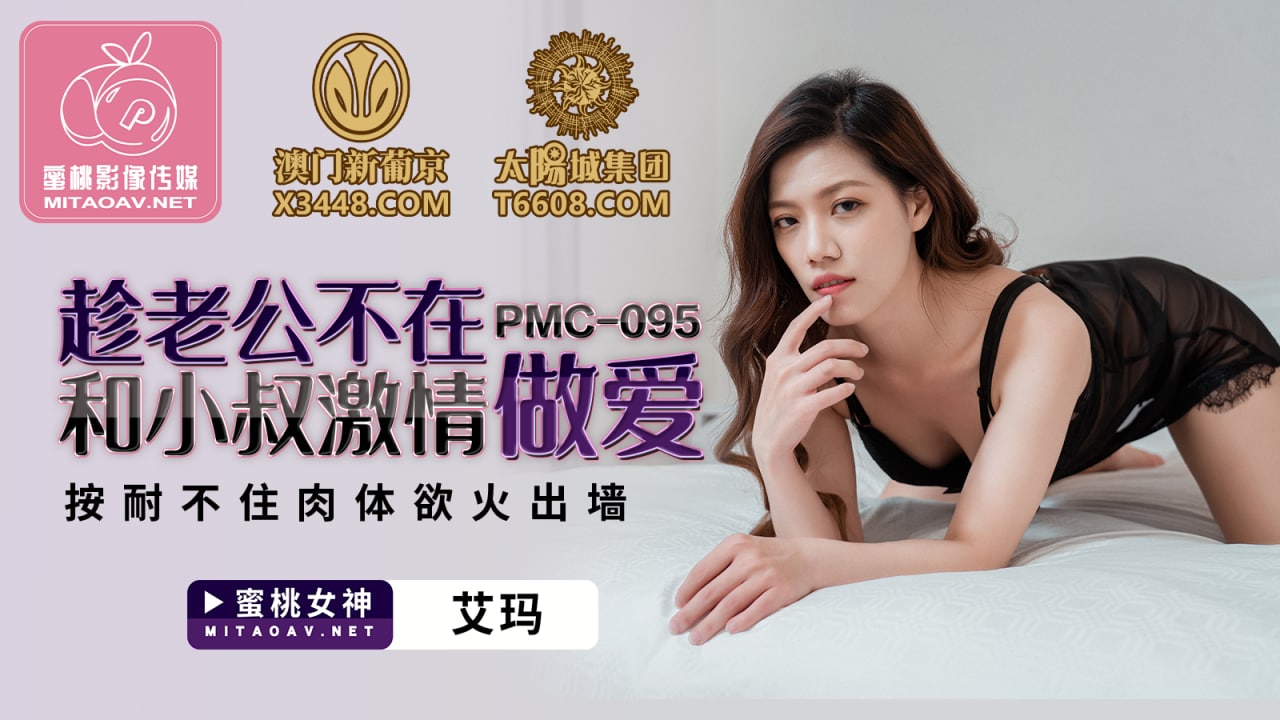 蜜桃影像传媒
MITAOAV.NET
澳门新葡京
X3448.COM
太陽城集团
T6608.COM
趁老公不在
PMC-095
和小叔激情做爱
按耐不住肉体欲火出墙
蜜桃女神
MITAOAV.NET
艾玛